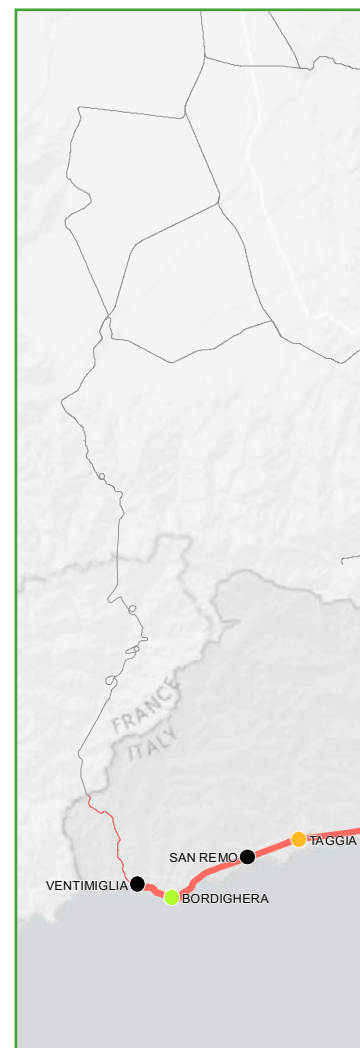 FRANCE
ITALY
TAGGIA
SAN REMO
VENTIMIGLIA
BORDIGHERA